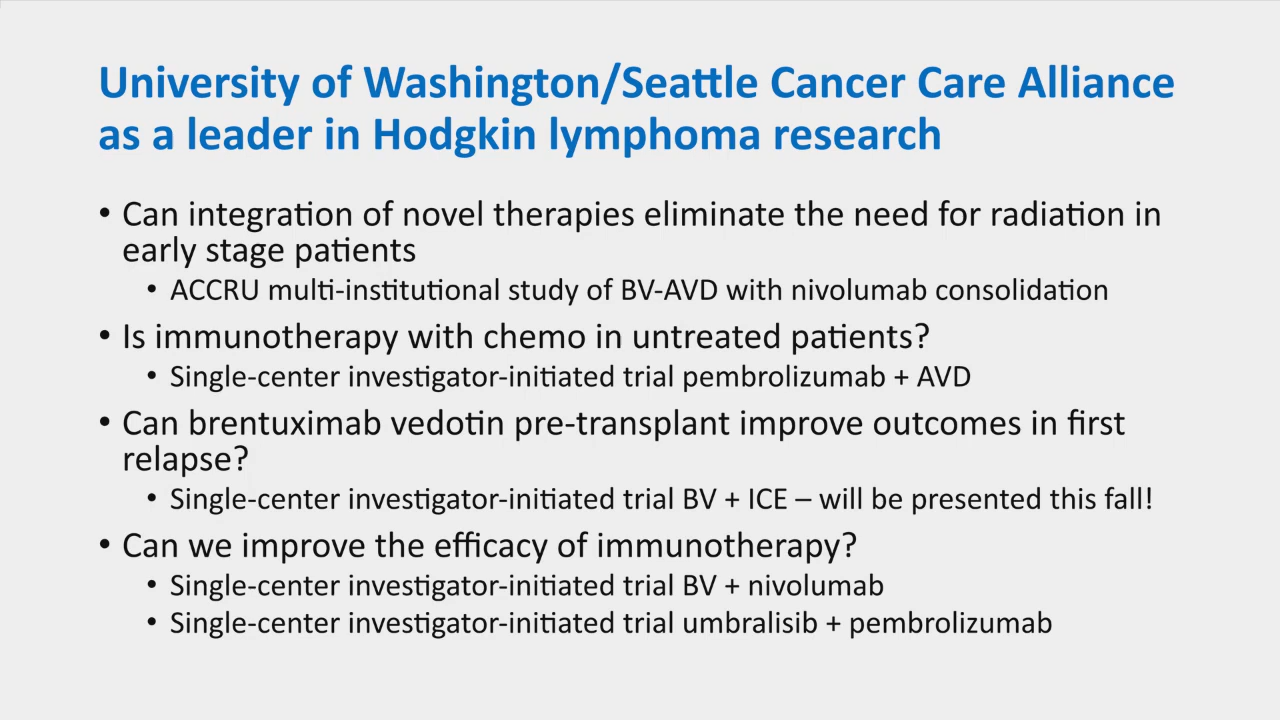 University of Washington/Seattle Cancer Care Alliance
as a leader in Hodgkin lymphoma research
• Can integration of novel therapies eliminate the need for radiation in
early stage patients
• ACCRU multi-institutional study of BV-AVD with nivolumab consolidation
• Is immunotherapy with chemo in untreated patients?
• Single-center investigator-initiated trial pembrolizumab + AVD
• Can brentuximab vedotin pre-transplant improve outcomes in first
relapse?
• Single-center investigator-initiated trial BV + ICE – will be presented this fall!
• Can we improve the efficacy of immunotherapy?
• Single-center investigator-initiated trial BV + nivolumab
• Single-center investigator-initiated trial umbralisib + pembrolizumab